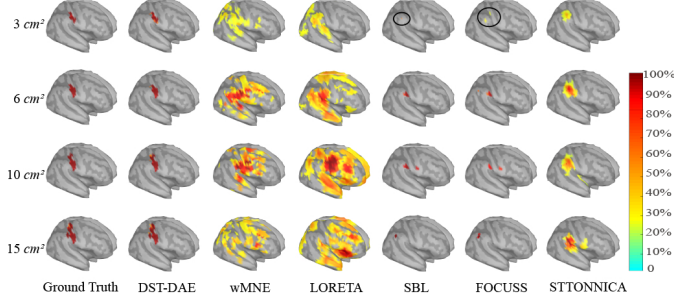 3 cm²
6 cm²
10 cm²
15 cm²
100%
90%
80%
70%
60%
50%
40%
30%
20%
10%
0
Ground Truth DST-DAE wMNE LORETA SBL FOCUSS STTONNICA